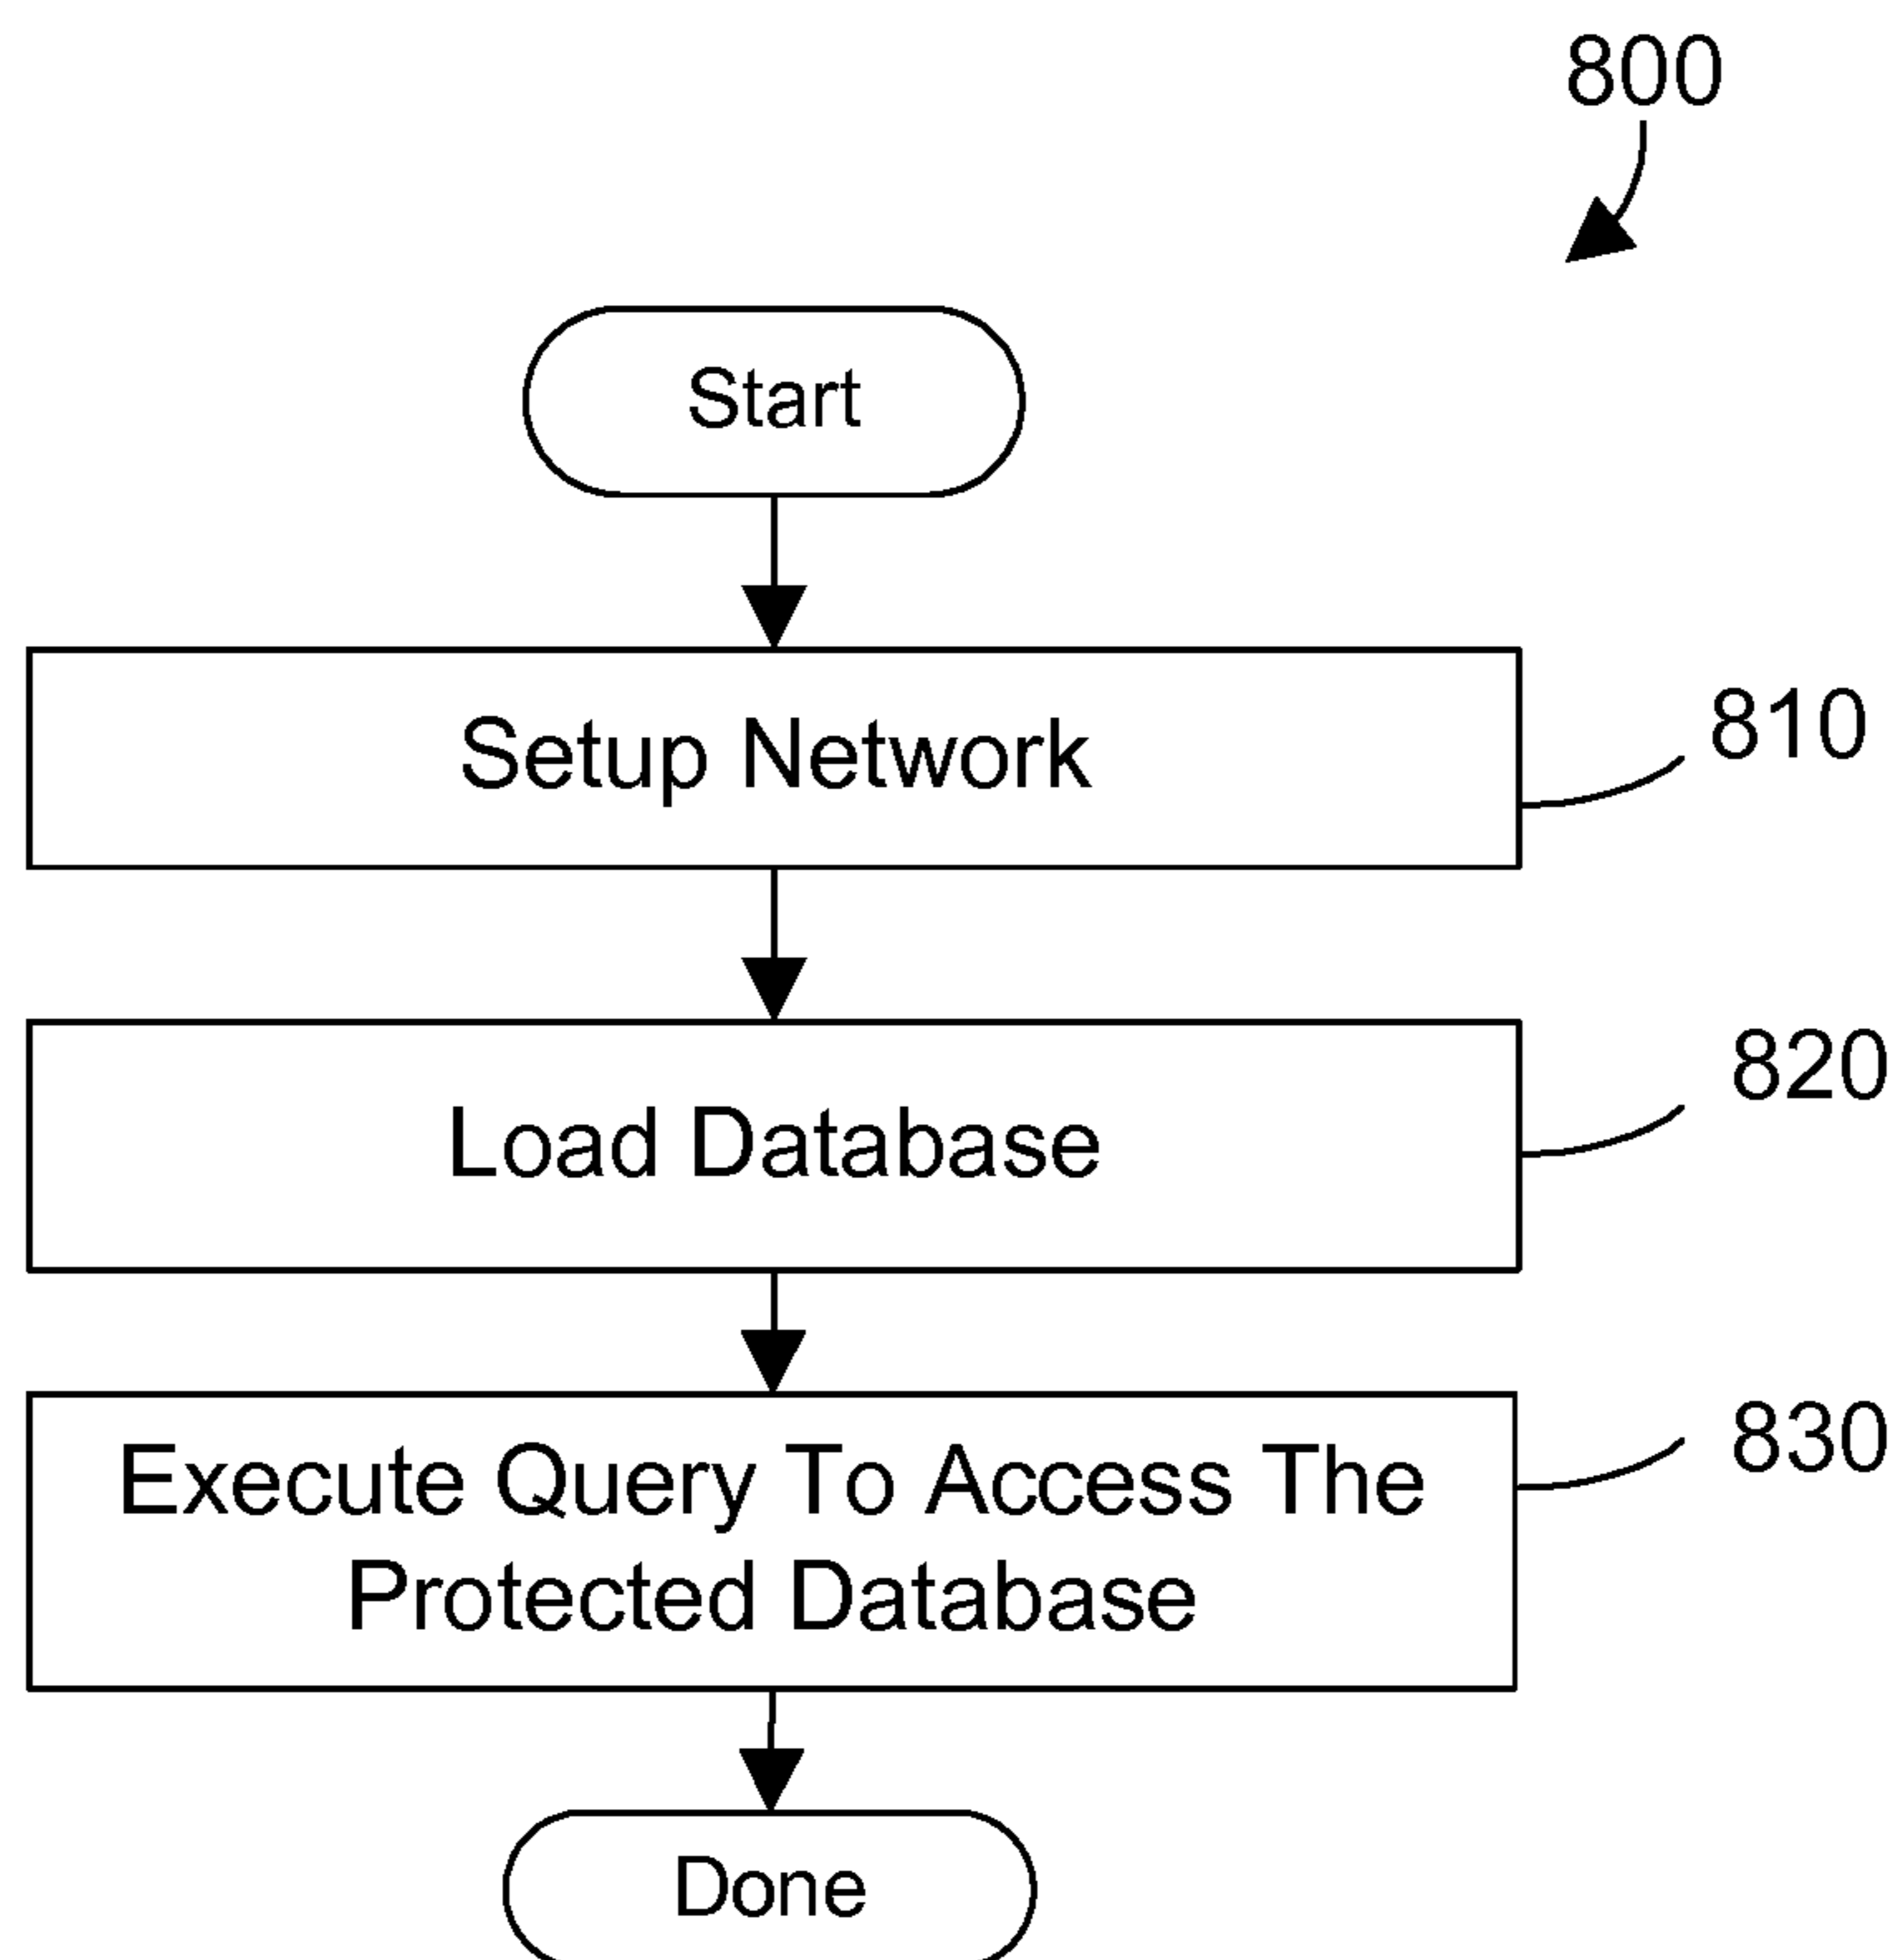 800
Start
Setup Network
810
Load Database
820
Execute Query To Access The
Protected Database
830
Done